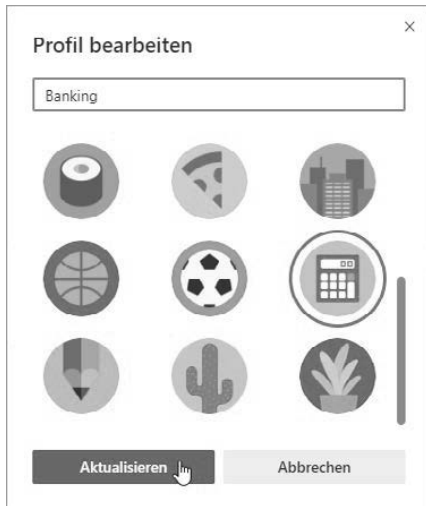 Profil bearbeiten
Banking
Aktualisieren
Abbrechen